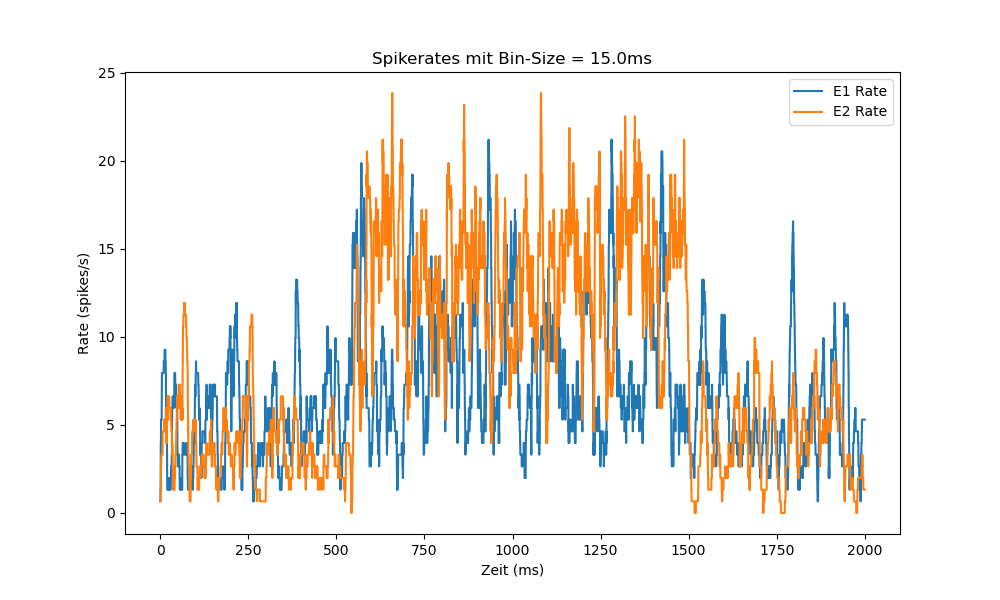 Spikerates mit Bin-Size = 15.0ms
E1 Rate
E2 Rate
Rate (spikes/s)
25
20
15
10
5
0
0 250 500 750 1000 1250 1500 1750 2000
Zeit (ms)